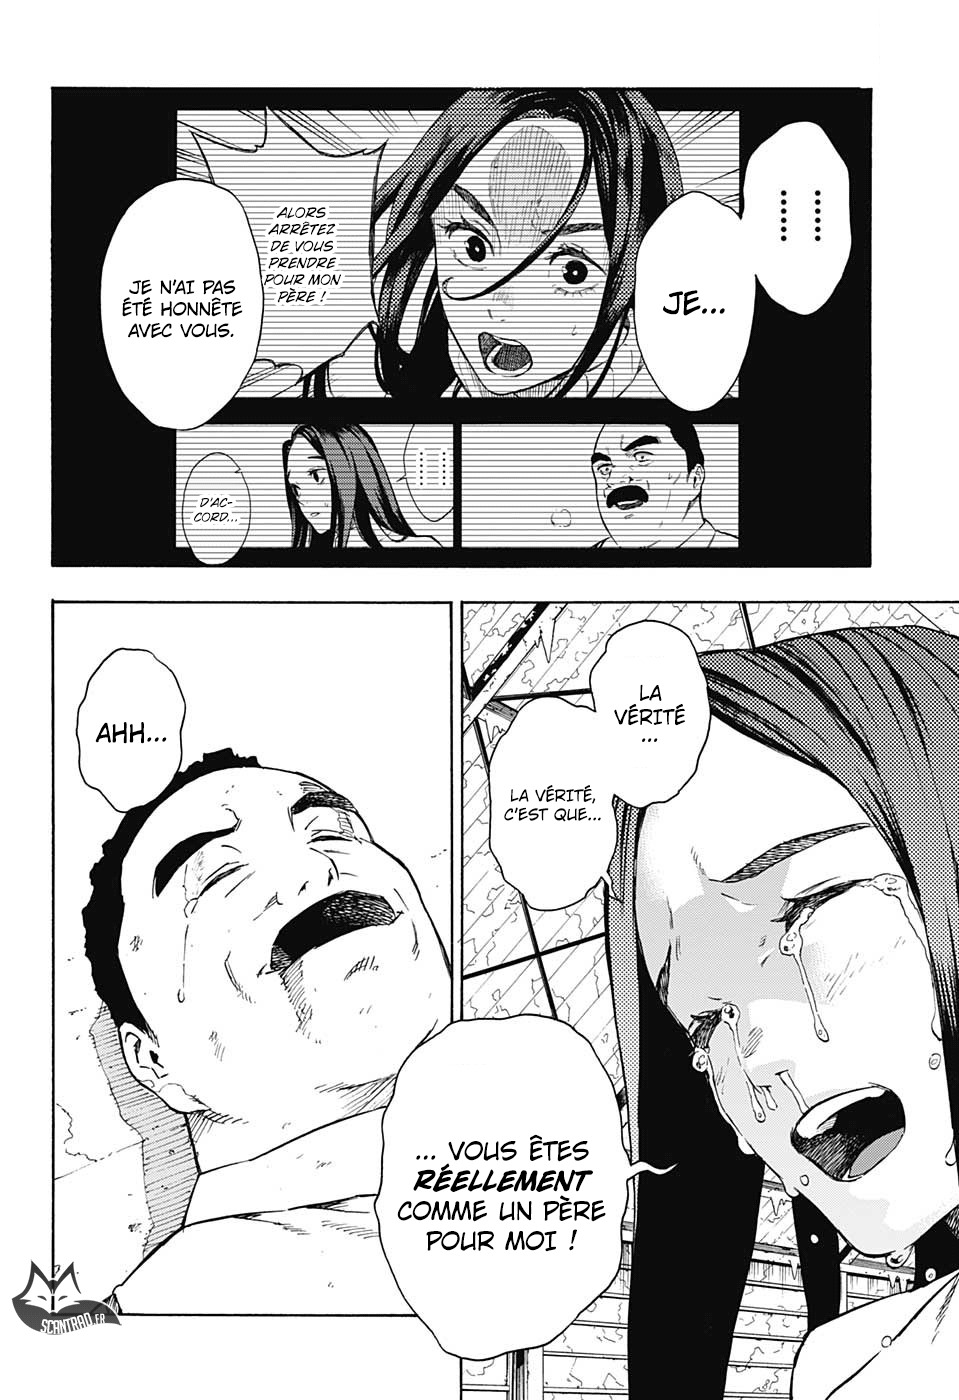 ......
......
JE...
ALORS
ARRÊTEZ
DE VOUS
PRENDRE
POUR MON
PÈRE !
JE N'AI PAS
ÉTÉ HONNÊTE
AVEC VOUS.
......
......
D'AC-
CORD...
LA
VÉRITÉ
...
LA VÉRITÉ,
C'EST QUE...
... VOUS ÊTES
RÉELLEMENT
COMME UN PÈRE
POUR MOI !
AHH...
SCANTRAD.FR